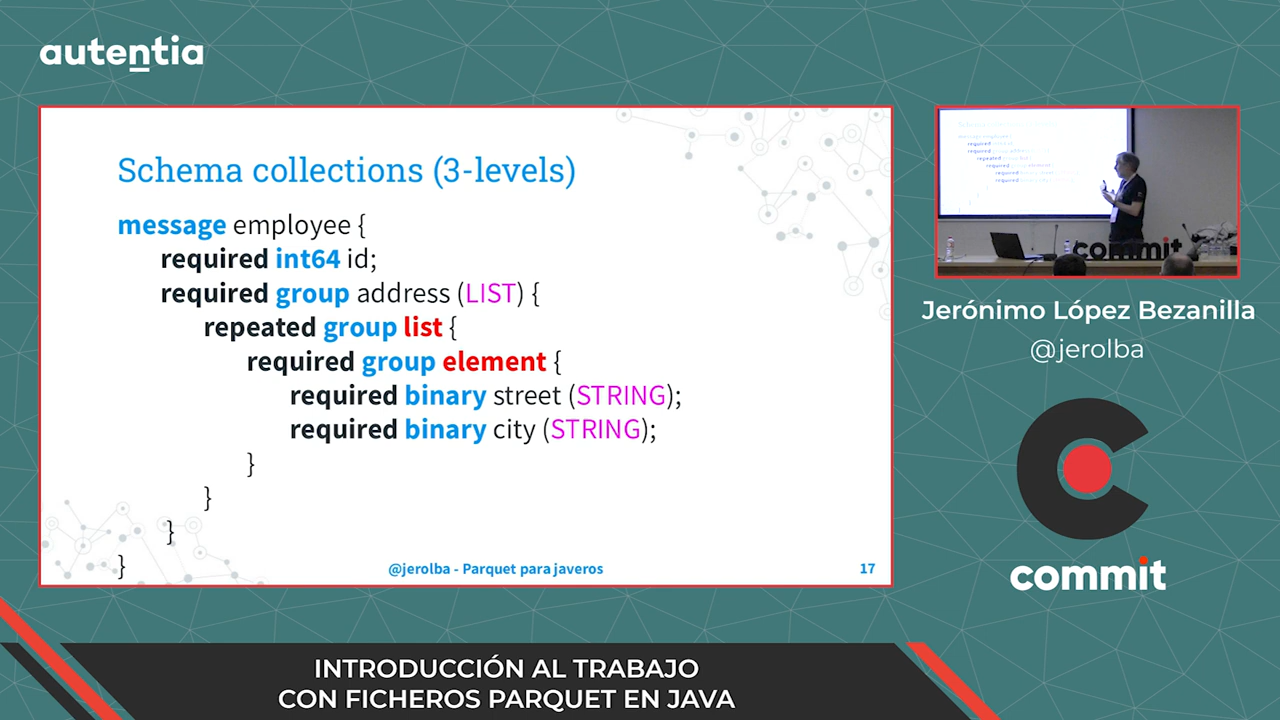 autentia
Schema collections (3-levels)
message employee {
required int64 id;
required group address (LIST) {
repeated group list {
required group element {
required binary street (STRING);
required binary city (STRING);
}
}
}
}
@jerolba - Parquet para javeros
17
commit
Jerónimo López Bezanilla
@jerolba
commit
INTRODUCCIÓN AL TRABAJO
CON FICHEROS PARQUET EN JAVA